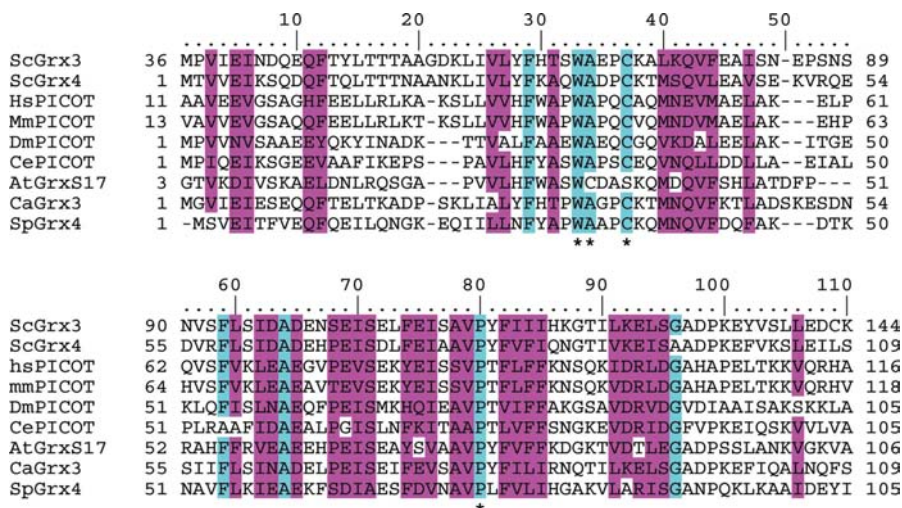 10 20 30 40 50
ScGrx3 36 MPVIEINDQEQFTYLTTTAAGDKLIVLYFHTSWAEPCKALKQVFEAISN-EPSNS 89
ScGrx4 1 MTVVEIKSQDQFTQLTTTNAANKLIVLYFKAQWADPCKTMSQVLEAVSE-KVRQE 54
HsPICOT 11 AAVEEVGSAGHFEELLRLKA-KSLLVVHFWAPWAPQCAQMNEVMAELAK---ELP 61
MmPICOT 13 VAVVEVGSAQQFEELLRLKT-KSLLVVHFWAPWAPQCVQMNDVMAELAK---EHP 63
DmPICOT 1 MPVVNVNSAAEYQKYINADK---TTVALFAAEWAEQCGQVKDALEELAK--ITGE 50
CePICOT 1 MPIQEIKSGEEVAAFIKEPS---PAVLHFYASWAPSCEQVNQLLDDLLA--EIAL 50
AtGrxS17 3 GTVKDIVSKAELDNLRQSGA---PVVLHFWASWCDASKQMDQVFSHLATDFP--- 51
CaGrx3 1 MGVIEIESEQQFTELTKADP-SKLIALYFHTPWAGPCKTMNQVFKTLADSKESDN 54
SpGrx4 1 -MSVEITFVEQFQEILQNGK-EQIILLNFYAPWAAPCKQMNQVFDQFAK---DTK 50
** *
60 70 80 90 100 110
ScGrx3 90 NVSFLSIDADENSEISELFEISAVPYFIIIHKGTILKELSGADPKEYVSLLEDCK 144
ScGrx4 55 DVRFLSIDADEHPEISDLFEIAAVPYFVFIQNGTIVKEISAADPKEFVKSLEILS 109
hsPICOT 62 QVSFVKLEAEGVPEVSEKYEISSVPTFLFFKNSQKIDRLDGAHAPELTKKVQRHA 116
mmPICOT 64 HVSFVKLEAEAVTEVSEKYEISSVPTFLFFKNSQKVDRLDGAHAPELTKKVQRHV 118
DmPICOT 51 KLQFISLNAEQFPEISMKHQIEAVPTVIFFAKGSAVDRVDGVDIAAISAKSKKLA 105
CePICOT 51 PLRAAFIDAEALPGISLNFKITAAPTLVFFSNGKEVDRIDGFVPKEIQSKVVLVA 105
AtGrxS17 52 RAHFFRVEAEEHPEISEAYSVAAVPYFVFFKDGKTVDTLEGADPSSLANKVGKVA 106
CaGrx3 55 SIIFLSINADELPEISEIFEVSAVPYFILIRNQTILKELSGADPKEFIQALNQFS 109
SpGrx4 51 NAVFLKIEAEKFSDIAESFDVNAVPLFVLIHGAKVLARISGANPQKLKAAIDEYI 105
*